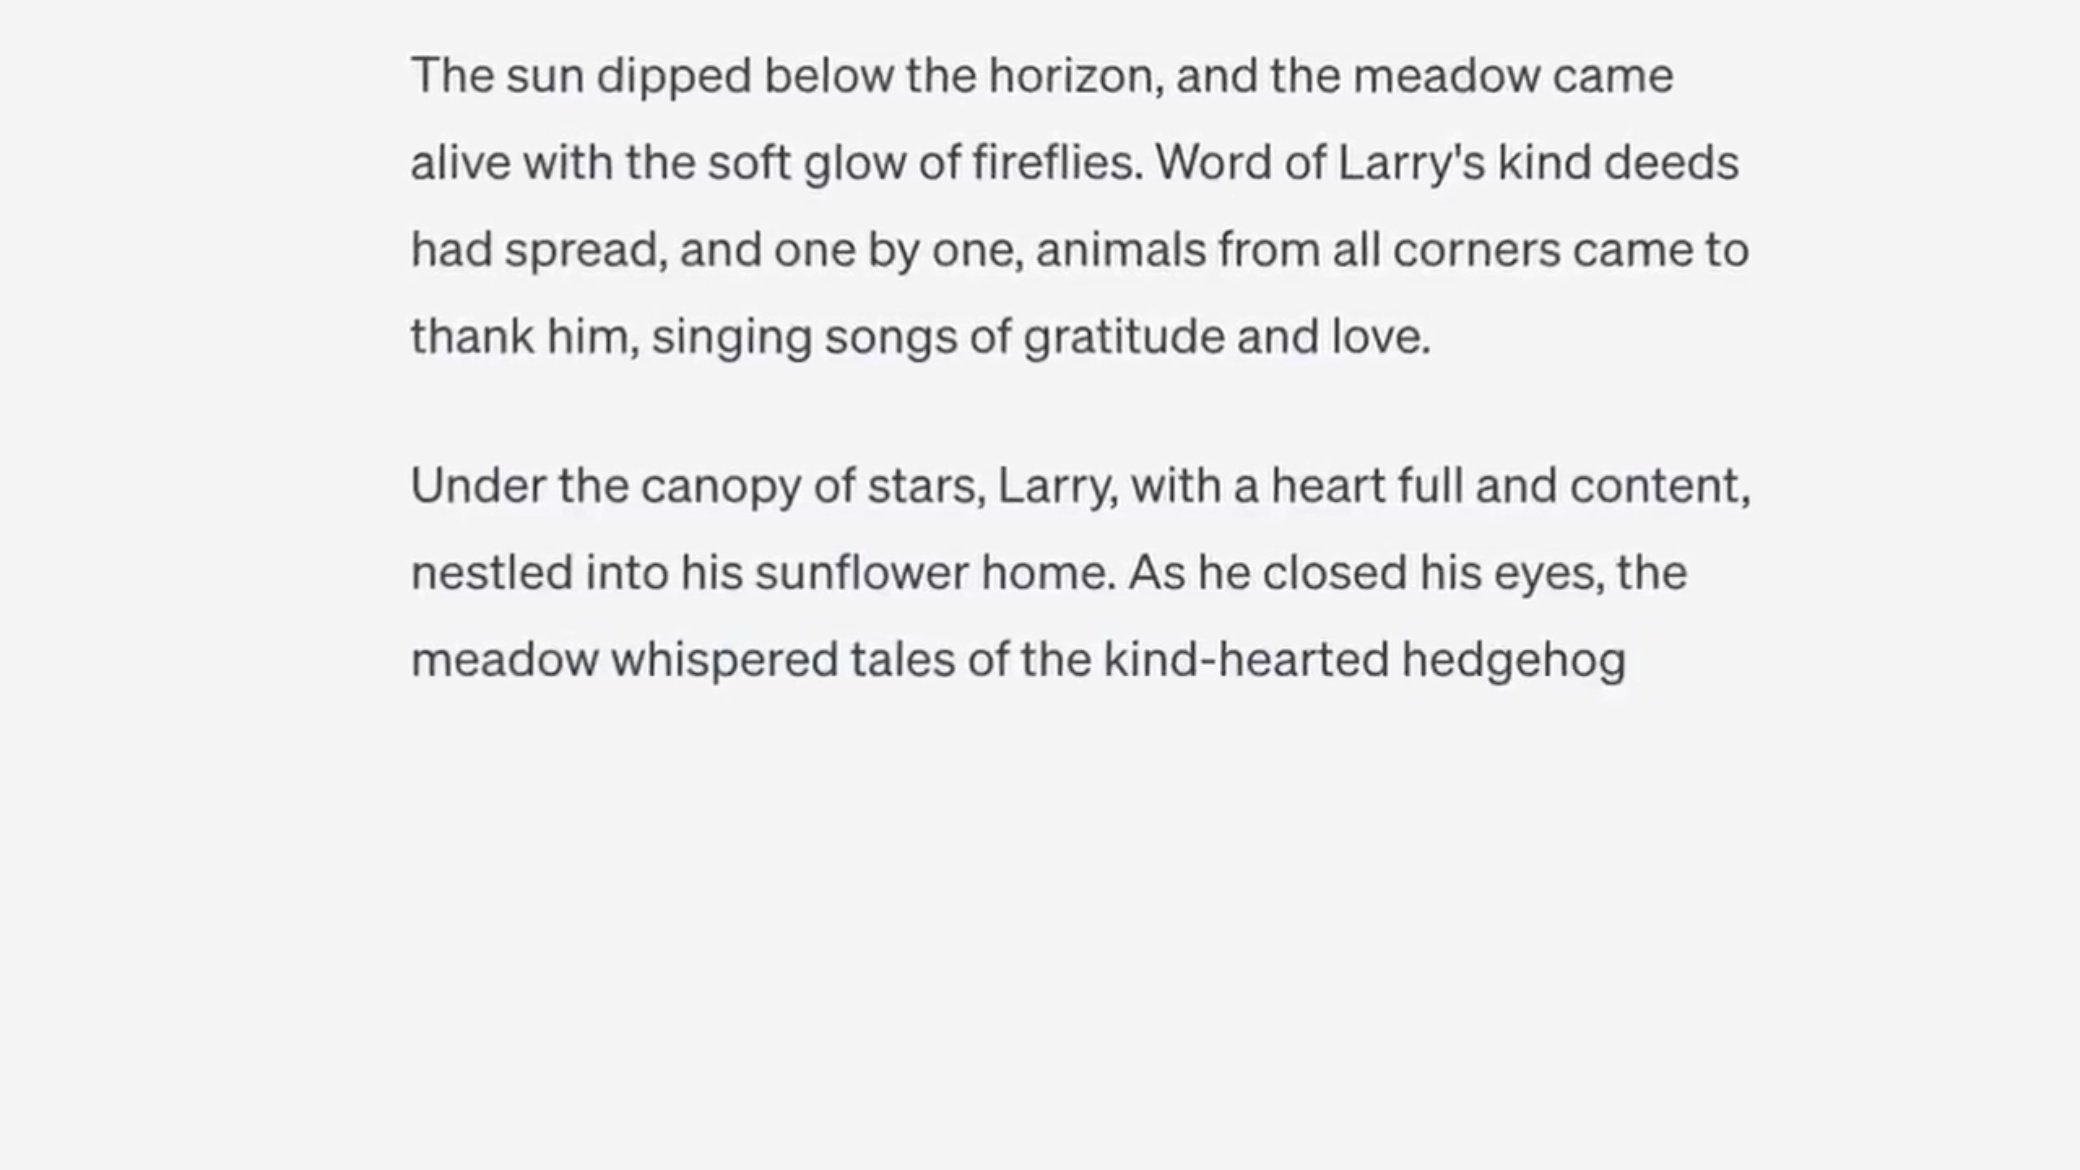 The sun dipped below the horizon, and the meadow came
alive with the soft glow of fireflies. Word of Larry's kind deeds
had spread, and one by one, animals from all corners came to
thank him, singing songs of gratitude and love.
Under the canopy of stars, Larry, with a heart full and content,
nestled into his sunflower home. As he closed his eyes, the
meadow whispered tales of the kind-hearted hedgehog